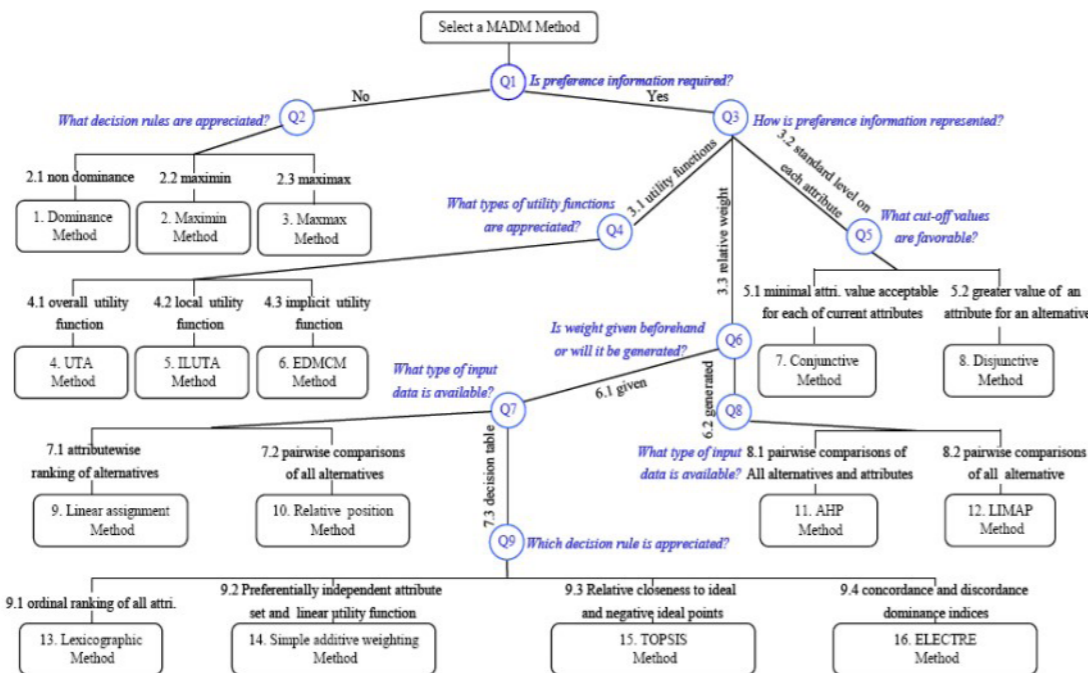 Select a MADM Method
Q1
Is preference information required?
No
Yes
What decision rules are appreciated?
Q2
Q3
How is preference information represented?
2.1 non dominance
2.2 maximin
2.3 maximax
1. Dominance
Method
2. Maximin
Method
3. Maxmax
Method
3.1 utility functions
3.3 relative weight
3.2 standard level on
each attribute
What types of utility functions
are appreciated?
Q4
Q5
What cut-off values
are favorable?
4.1 overall utility
function
4.2 local utility
function
4.3 implicit utility
function
4. UTA
Method
5. ILUTA
Method
6. EDMCM
Method
5.1 minimal attri. value acceptable
for each of current attributes
5.2 greater value of an
attribute for an alternative
7. Conjunctive
Method
8. Disjunctive
Method
Is weight given beforehand
or will it be generated?
Q6
6.1 given
6.2 generated
What type of input
data is available?
Q7
Q8
What type of input
data is available?
7.1 attributewise
ranking of alternatives
7.2 pairwise comparisons
of all alternatives
7.3 decision table
9. Linear assignment
Method
10. Relative position
Method
8.1 pairwise comparisons of
All alternatives and attributes
8.2 pairwise comparisons
of all alternative
11. AHP
Method
12. LIMAP
Method
Q9
Which decision rule is appreciated?
9.1 ordinal ranking of all attri.
9.2 Preferentially independent attribute
set and linear utility function
9.3 Relative closeness to ideal
and negative ideal points
9.4 concordance and discordance
dominance indices
13. Lexicographic
Method
14. Simple additive weighting
Method
15. TOPSIS
Method
16. ELECTRE
Method